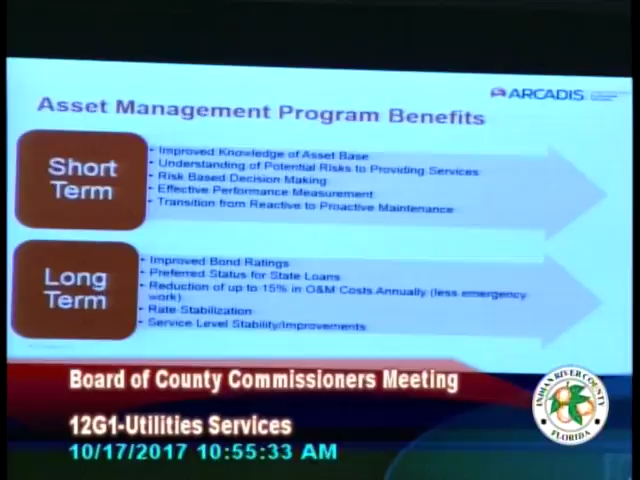 ARCADIS
Asset Management Program Benefits
Short
Term
• Improved Knowledge of Asset Base
• Understanding of Potential Risks to Providing Services
• Risk Based Decision Making
• Effective Performance Measurement
• Transition from Reactive to Proactive Maintenance
Long
Term
• Improved Bond Ratings
• Preferred Status for State Loans
• Reduction of up to 15% in O&M Costs Annually (less emergency
work)
• Rate Stabilization
• Service Level Stability/Improvements
Board of County Commissioners Meeting
12G1-Utilities Services
10/17/2017 10:55:33 AM
INDIAN RIVER COUNTY
FLORIDA